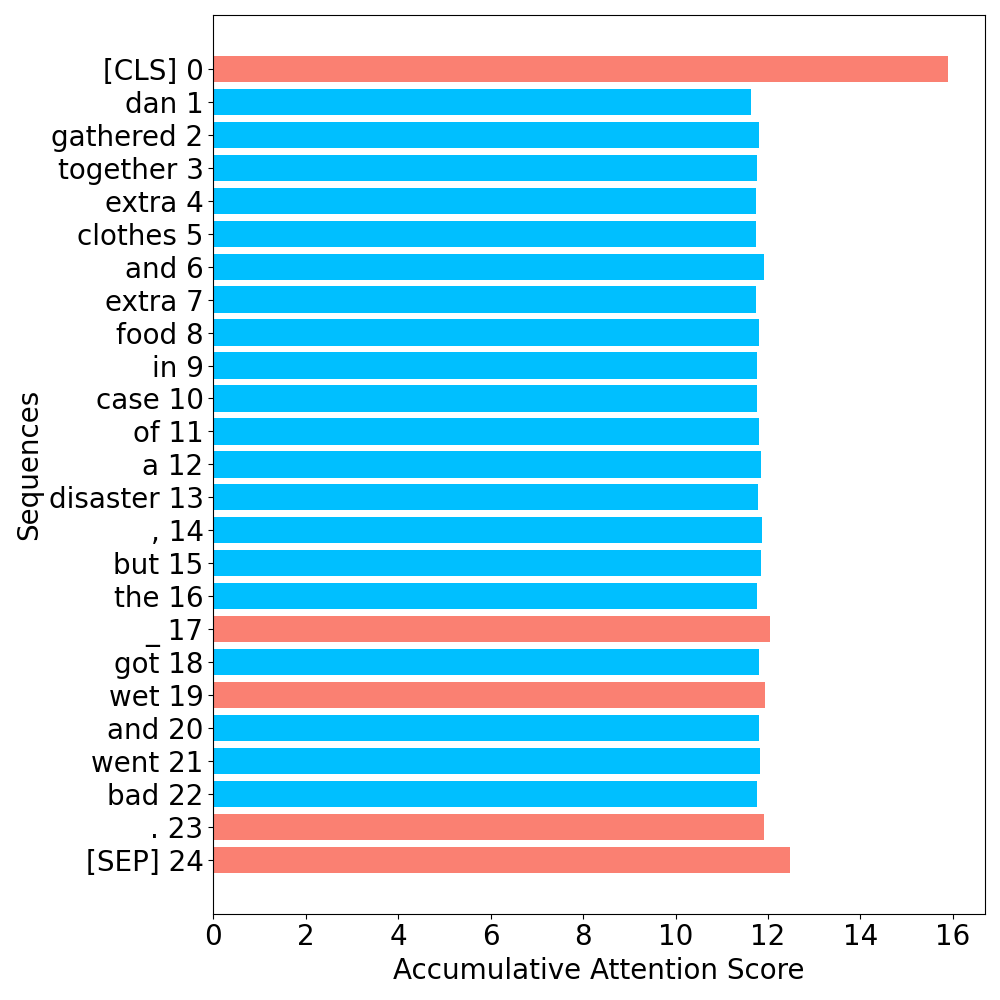 [CLS] 0
dan 1
gathered 2
together 3
extra 4
clothes 5
and 6
extra 7
food 8
in 9
case 10
of 11
a 12
disaster 13
, 14
but 15
the 16
_ 17
got 18
wet 19
and 20
went 21
bad 22
. 23
[SEP] 24
Sequences
0 2 4 6 8 10 12 14 16
Accumulative Attention Score